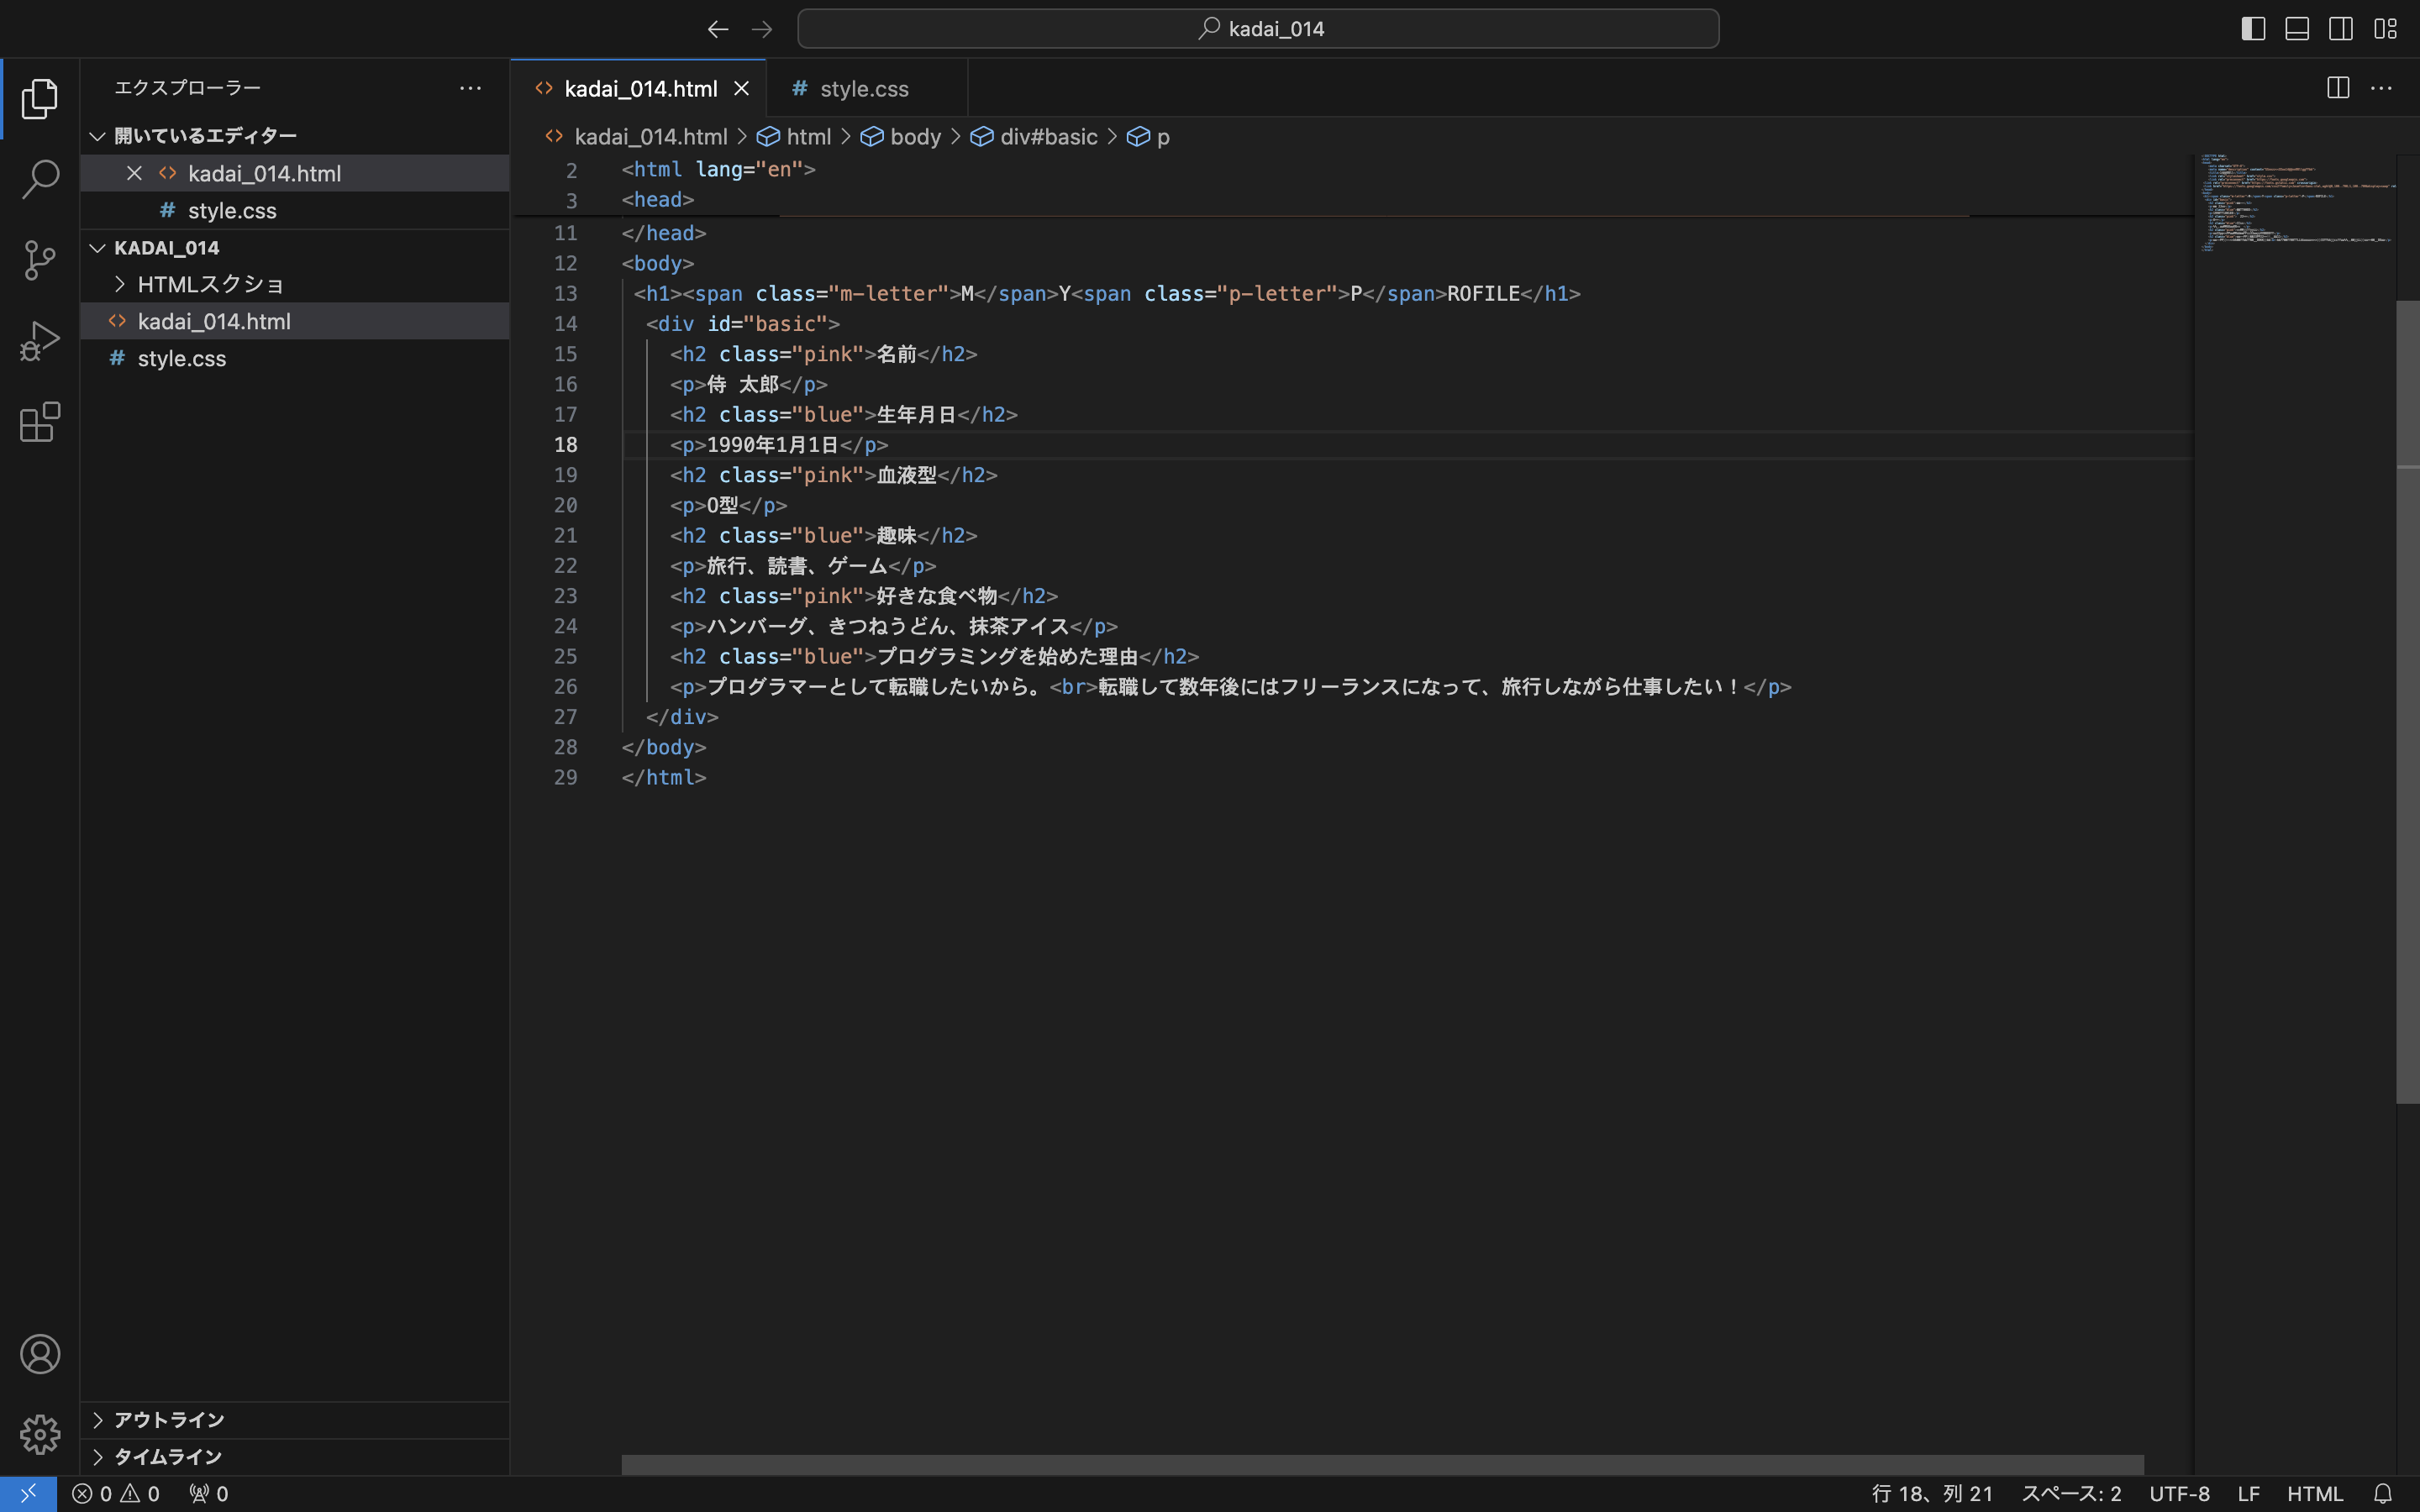 kadai_014
エクスプローラー
開いているエディター
kadai_014.html
style.css
KADAI_014
HTMLスクショ
kadai_014.html
style.css
アウトライン
タイムライン
kadai_014.html
style.css
kadai_014.html > html > body > div#basic > p
2 <html lang="en">
3 <head>
11 </head>
12 <body>
13 <h1><span class="m-letter">M</span>Y<span class="p-letter">P</span>ROFILE</h1>
14 <div id="basic">
15 <h2 class="pink">名前</h2>
16 <p>侍 太郎</p>
17 <h2 class="blue">生年月日</h2>
18 <p>1990年1月1日</p>
19 <h2 class="pink">血液型</h2>
20 <p>O型</p>
21 <h2 class="blue">趣味</h2>
22 <p>旅行、読書、ゲーム</p>
23 <h2 class="pink">好きな食べ物</h2>
24 <p>ハンバーグ、きつねうどん、抹茶アイス</p>
25 <h2 class="blue">プログラミングを始めた理由</h2>
26 <p>プログラマーとして転職したいから。<br>転職して数年後にはフリーランスになって、旅行しながら仕事したい！</p>
27 </div>
28 </body>
29 </html>
0 0 0
行 18、列 21 スペース: 2 UTF-8 LF HTML